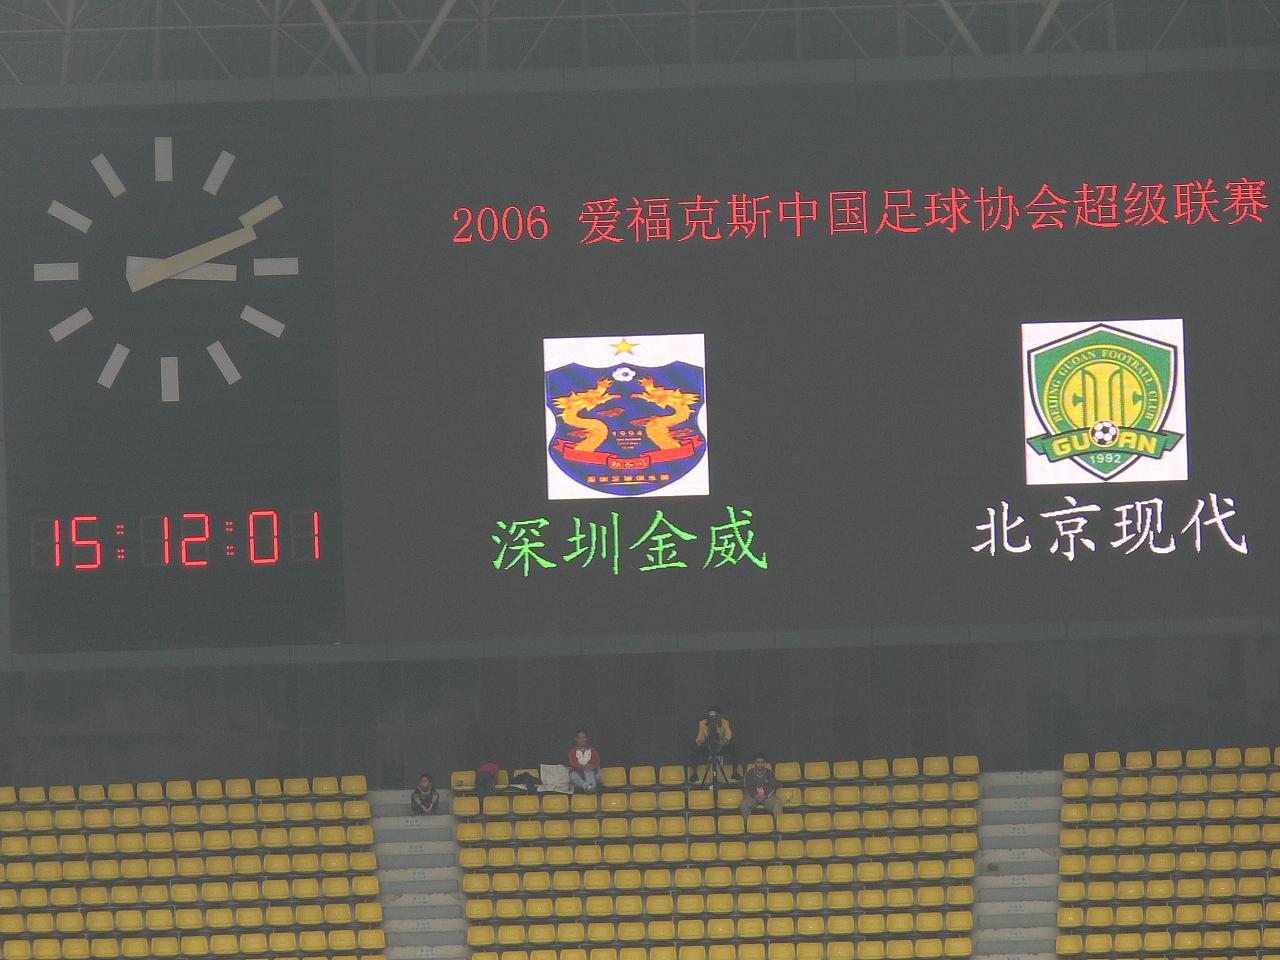 2006 爱福克斯中国足球协会超级联赛
1994
BEIJING GUOAN FOOTBALL CLUB
GUOAN
1992
深圳金威
北京现代
15:12:01